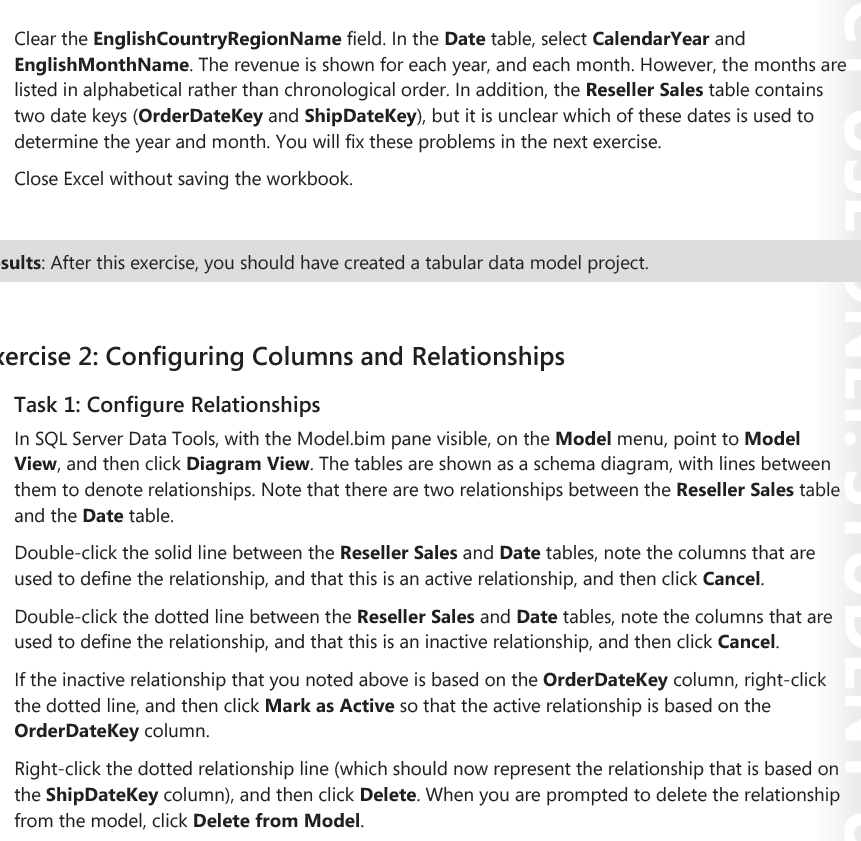 Clear the EnglishCountryRegionName field. In the Date table, select CalendarYear and
EnglishMonthName. The revenue is shown for each year, and each month. However, the months are
listed in alphabetical rather than chronological order. In addition, the Reseller Sales table contains
two date keys (OrderDateKey and ShipDateKey), but it is unclear which of these dates is used to
determine the year and month. You will fix these problems in the next exercise.
Close Excel without saving the workbook.
sults: After this exercise, you should have created a tabular data model project.
xercise 2: Configuring Columns and Relationships
Task 1: Configure Relationships
In SQL Server Data Tools, with the Model.bim pane visible, on the Model menu, point to Model
View, and then click Diagram View. The tables are shown as a schema diagram, with lines between
them to denote relationships. Note that there are two relationships between the Reseller Sales table
and the Date table.
Double-click the solid line between the Reseller Sales and Date tables, note the columns that are
used to define the relationship, and that this is an active relationship, and then click Cancel.
Double-click the dotted line between the Reseller Sales and Date tables, note the columns that are
used to define the relationship, and that this is an inactive relationship, and then click Cancel.
If the inactive relationship that you noted above is based on the OrderDateKey column, right-click
the dotted line, and then click Mark as Active so that the active relationship is based on the
OrderDateKey column.
Right-click the dotted relationship line (which should now represent the relationship that is based on
the ShipDateKey column), and then click Delete. When you are prompted to delete the relationship
from the model, click Delete from Model.